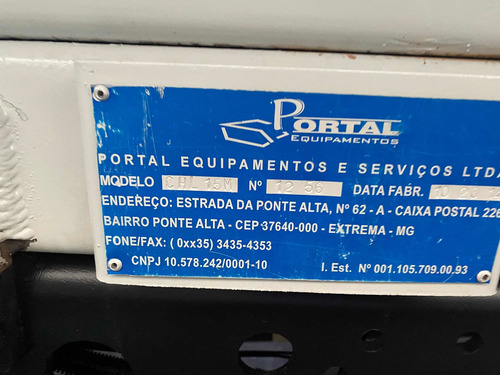 PORTAL
EQUIPAMENTOS
PORTAL EQUIPAMENTOS E SERVIÇOS LTDA
MODELO CHL 15M Nº 12 56 DATA FABR.
ENDEREÇO: ESTRADA DA PONTE ALTA, Nº 62 - A - CAIXA POSTAL 226
BAIRRO PONTE ALTA - CEP 37640-000 - EXTREMA - MG
FONE/FAX: ( 0xx35) 3435-4353
CNPJ 10.578.242/0001-10 I. Est. Nº 001.105.709.00.93